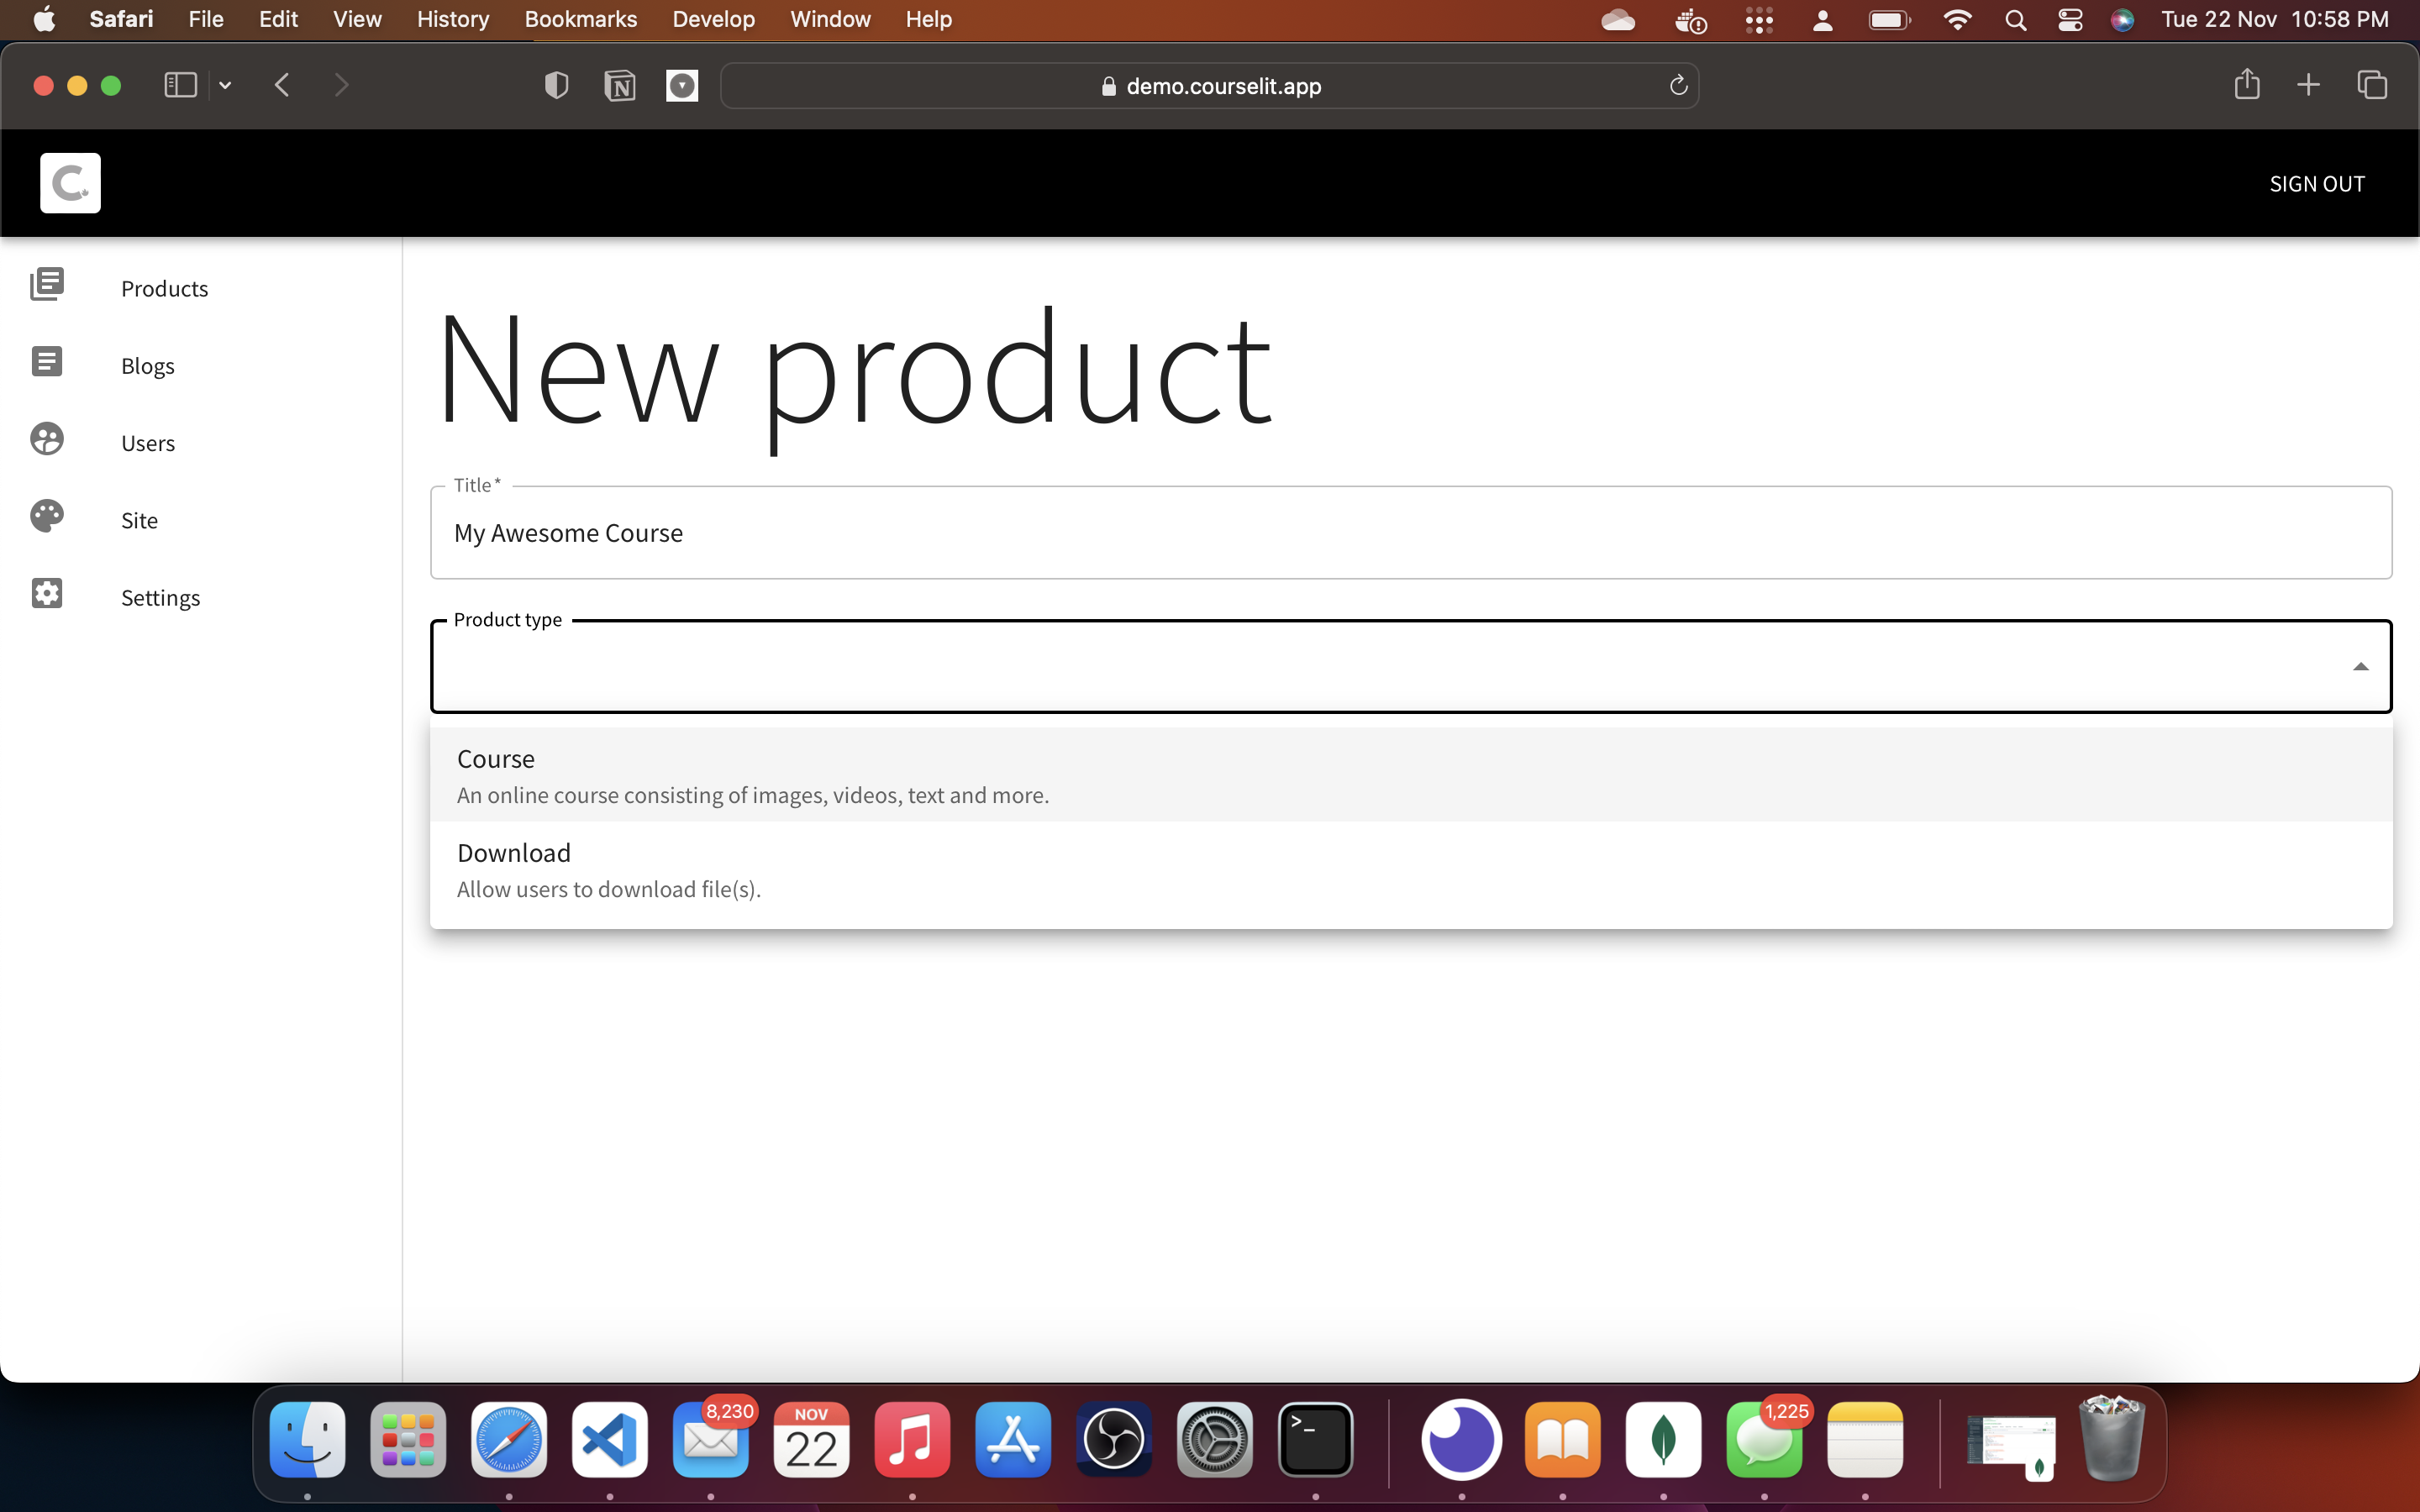 Safari File Edit View History Bookmarks Develop Window Help Tue 22 Nov 10:58 PM
demo.courselit.app
SIGN OUT
Products
Blogs
Users
Site
Settings
New product
Title*
My Awesome Course
Product type
Course
An online course consisting of images, videos, text and more.
Download
Allow users to download file(s).
8,230
NOV
22
1,225